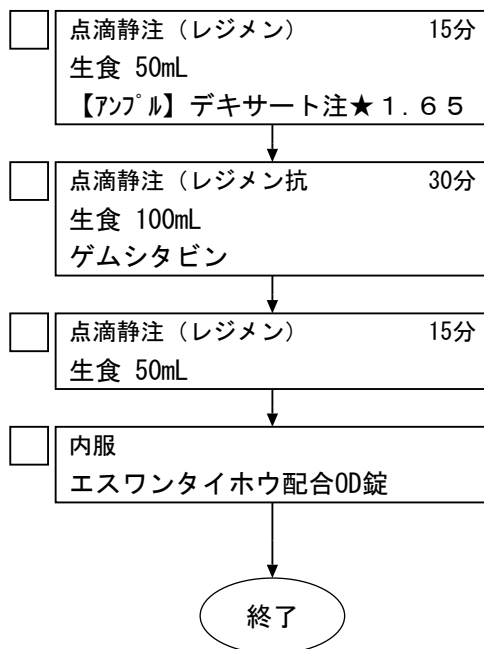 点滴静注（レジメン）　15分
生食 50mL
【ｱﾝﾌﾟﾙ】デキサート注★１．６５
点滴静注（レジメン抗　30分
生食 100mL
ゲムシタビン
点滴静注（レジメン）　15分
生食 50mL
内服
エスワンタイホウ配合OD錠
終了